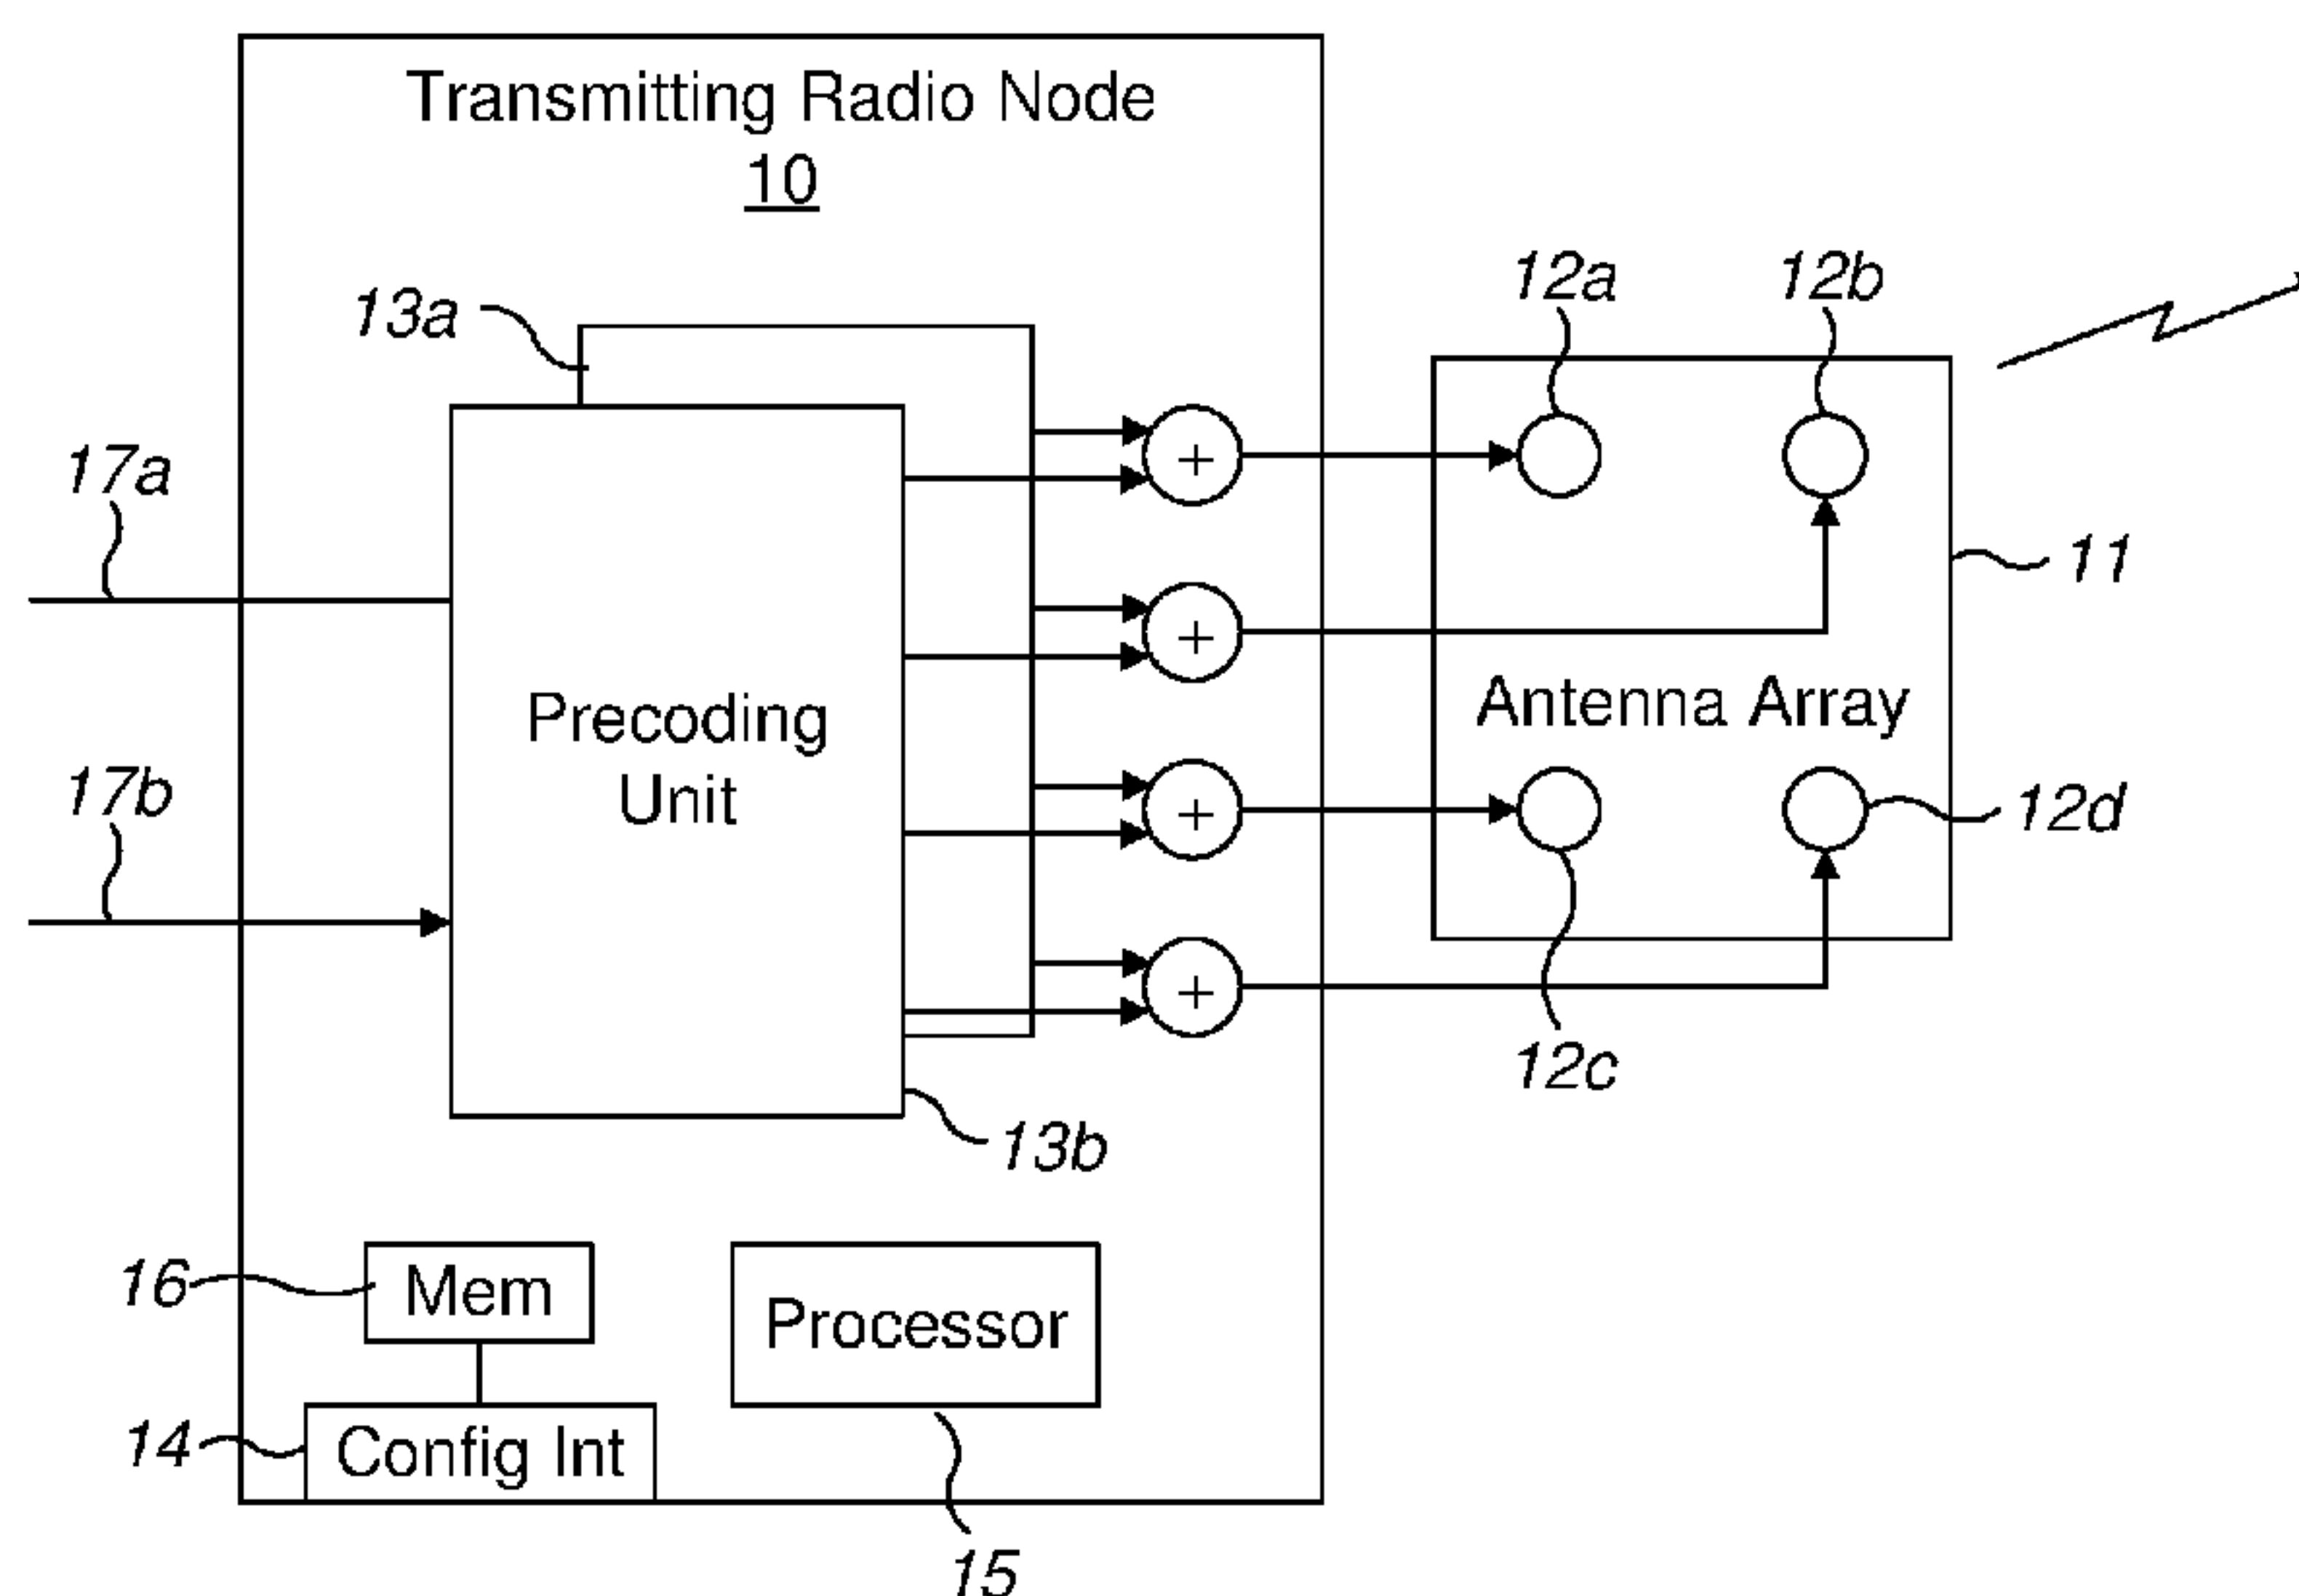 Transmitting Radio Node
10
12a
12b
13a
17a
+
11
+
Precoding
Unit
Antenna Array
17b
+
12d
+
12c
13b
16
Mem
Processor
14
Config Int
15